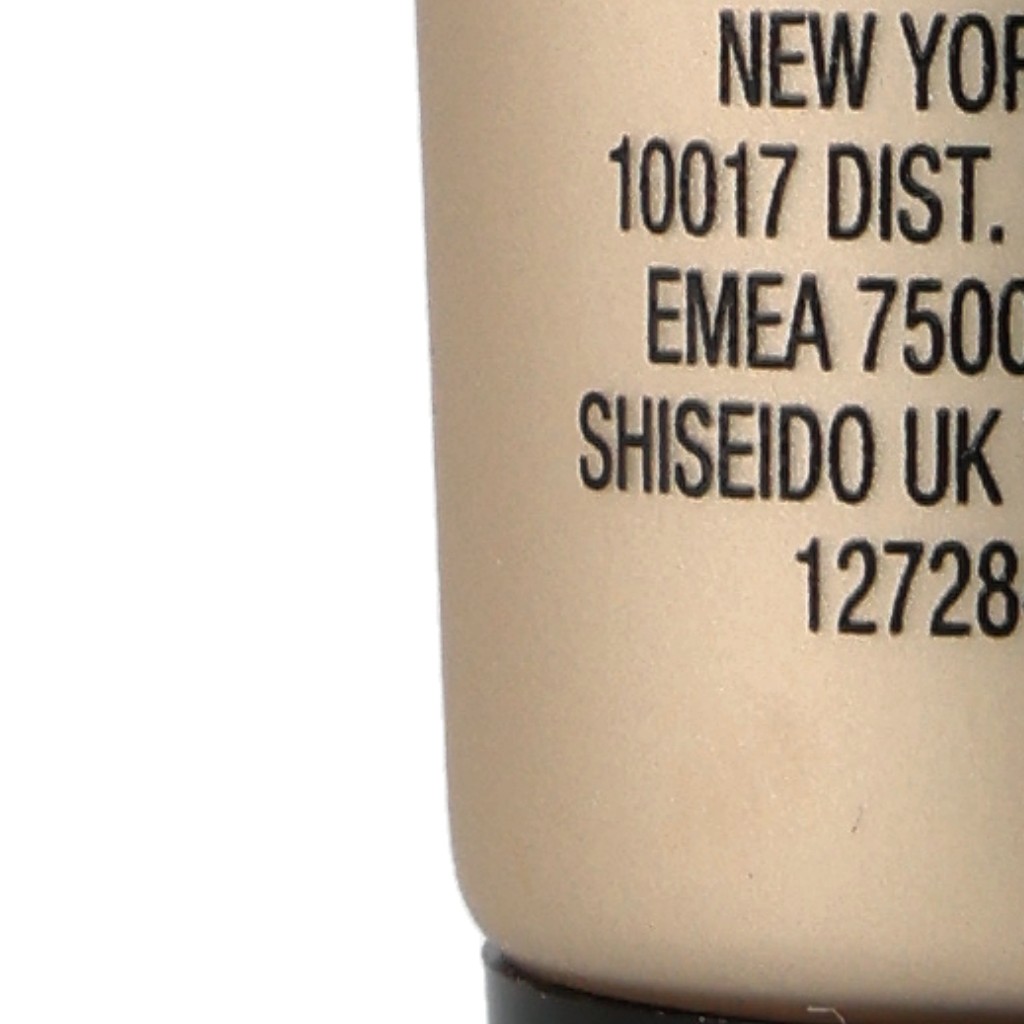 NEW YOR
10017 DIST.
EMEA 7500
SHISEIDO UK
12728